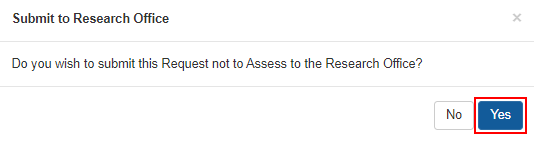 Submit to Research Office ×
Do you wish to submit this Request not to Assess to the Research Office?
No Yes